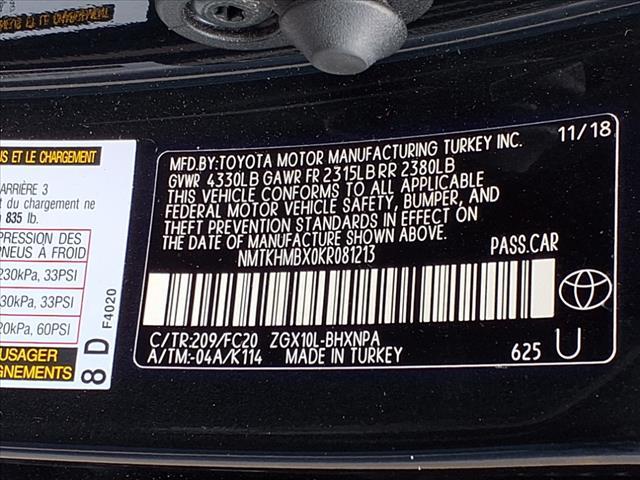 US ET LE CHARGEMENT
ARRIÈRE 3
t du chargement ne
835 lb.
PRESSION DES
PNEUS À FROID
230kPa, 33PSI
30kPa, 33PSI
20kPa, 60PSI
USAGER
IGNEMENTS
8 D F4020
MFD.BY:TOYOTA MOTOR MANUFACTURING TURKEY INC. 11/18
GVWR 4330LB GAWR FR 2315LB RR 2380LB
THIS VEHICLE CONFORMS TO ALL APPLICABLE
FEDERAL MOTOR VEHICLE SAFETY, BUMPER, AND
THEFT PREVENTION STANDARDS IN EFFECT ON
THE DATE OF MANUFACTURE SHOWN ABOVE.
NMTKHMBX0KR081213 PASS.CAR
C/TR:209/FC20 ZGX10L-BHXNPA
A/TM:-04A/K114 MADE IN TURKEY 625 U